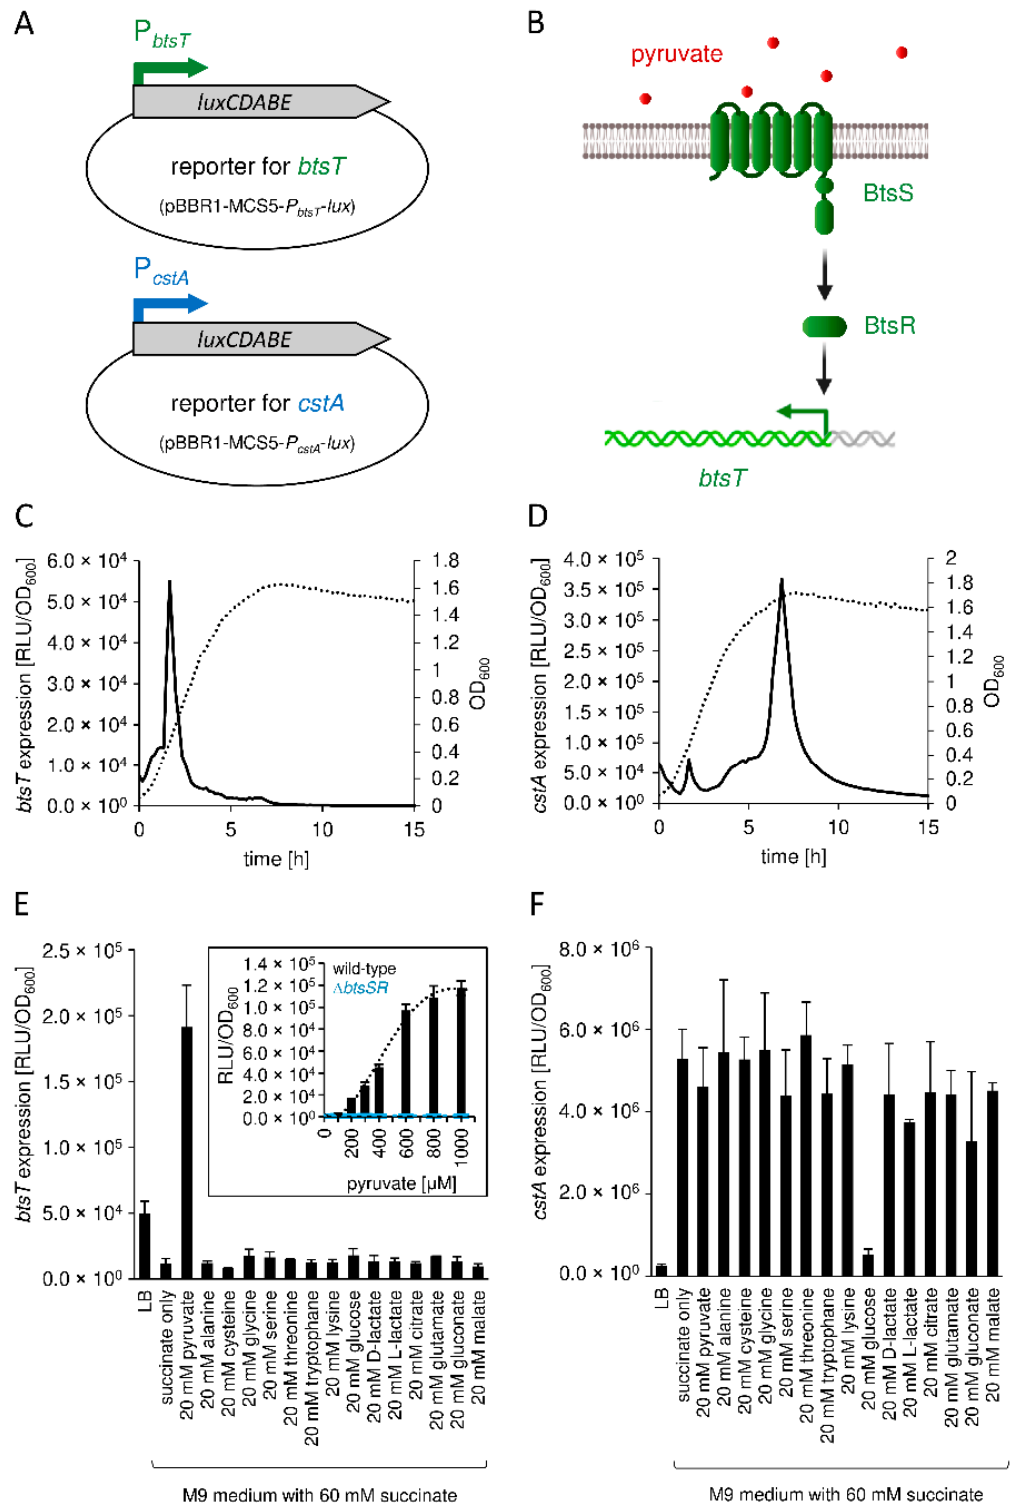 A
P btsT
luxCDABE
reporter for btsT
(pBBR1-MCS5-PbtsT-lux)
P cstA
luxCDABE
reporter for cstA
(pBBR1-MCS5-PcstA-lux)
B
pyruvate
BtsS
BtsR
btsT
C
btsT expression [RLU/OD600]
6.0 × 10⁴
5.0 × 10⁴
4.0 × 10⁴
3.0 × 10⁴
2.0 × 10⁴
1.0 × 10⁴
0.0 × 10⁰
1.8
1.6
1.4
1.2
1
0.8
0.6
0.4
0.2
0
OD600
0 5 10 15
time [h]
D
cstA expression [RLU/OD600]
4.0 × 10⁵
3.5 × 10⁵
3.0 × 10⁵
2.5 × 10⁵
2.0 × 10⁵
1.5 × 10⁵
1.0 × 10⁵
5.0 × 10⁴
0.0 × 10⁰
2
1.8
1.6
1.4
1.2
1
0.8
0.6
0.4
0.2
0
OD600
0 5 10 15
time [h]
E
btsT expression [RLU/OD600]
2.5 × 10⁵
2.0 × 10⁵
1.5 × 10⁵
1.0 × 10⁵
5.0 × 10⁴
0.0 × 10⁰
RLU/OD600
1.4 × 10⁵
1.2 × 10⁵
1.0 × 10⁵
8.0 × 10⁴
6.0 × 10⁴
4.0 × 10⁴
2.0 × 10⁴
0.0 × 10⁰
wild-type
ΔbtsSR
0 200 400 600 800 1000
pyruvate [µM]
LB
succinate only
20 mM pyruvate
20 mM alanine
20 mM cysteine
20 mM glycine
20 mM serine
20 mM threonine
20 mM tryptophane
20 mM lysine
20 mM glucose
20 mM D-lactate
20 mM L-lactate
20 mM citrate
20 mM glutamate
20 mM gluconate
20 mM malate
M9 medium with 60 mM succinate
F
cstA expression [RLU/OD600]
8.0 × 10⁶
6.0 × 10⁶
4.0 × 10⁶
2.0 × 10⁶
0.0 × 10⁰
LB
succinate only
20 mM pyruvate
20 mM alanine
20 mM cysteine
20 mM glycine
20 mM serine
20 mM threonine
20 mM tryptophane
20 mM lysine
20 mM glucose
20 mM D-lactate
20 mM L-lactate
20 mM citrate
20 mM glutamate
20 mM gluconate
20 mM malate
M9 medium with 60 mM succinate